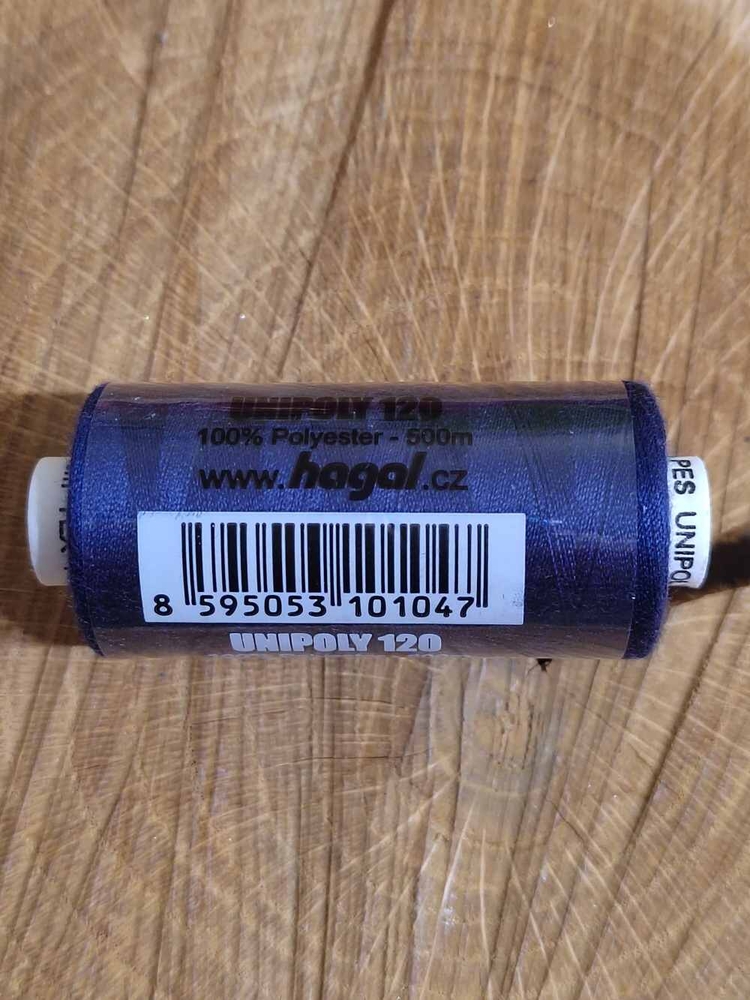 UNIPOLY 120
100% Polyester - 500m
www.hagal.cz
8 595053 101047
UNIPOLY 120
PES UNIPO